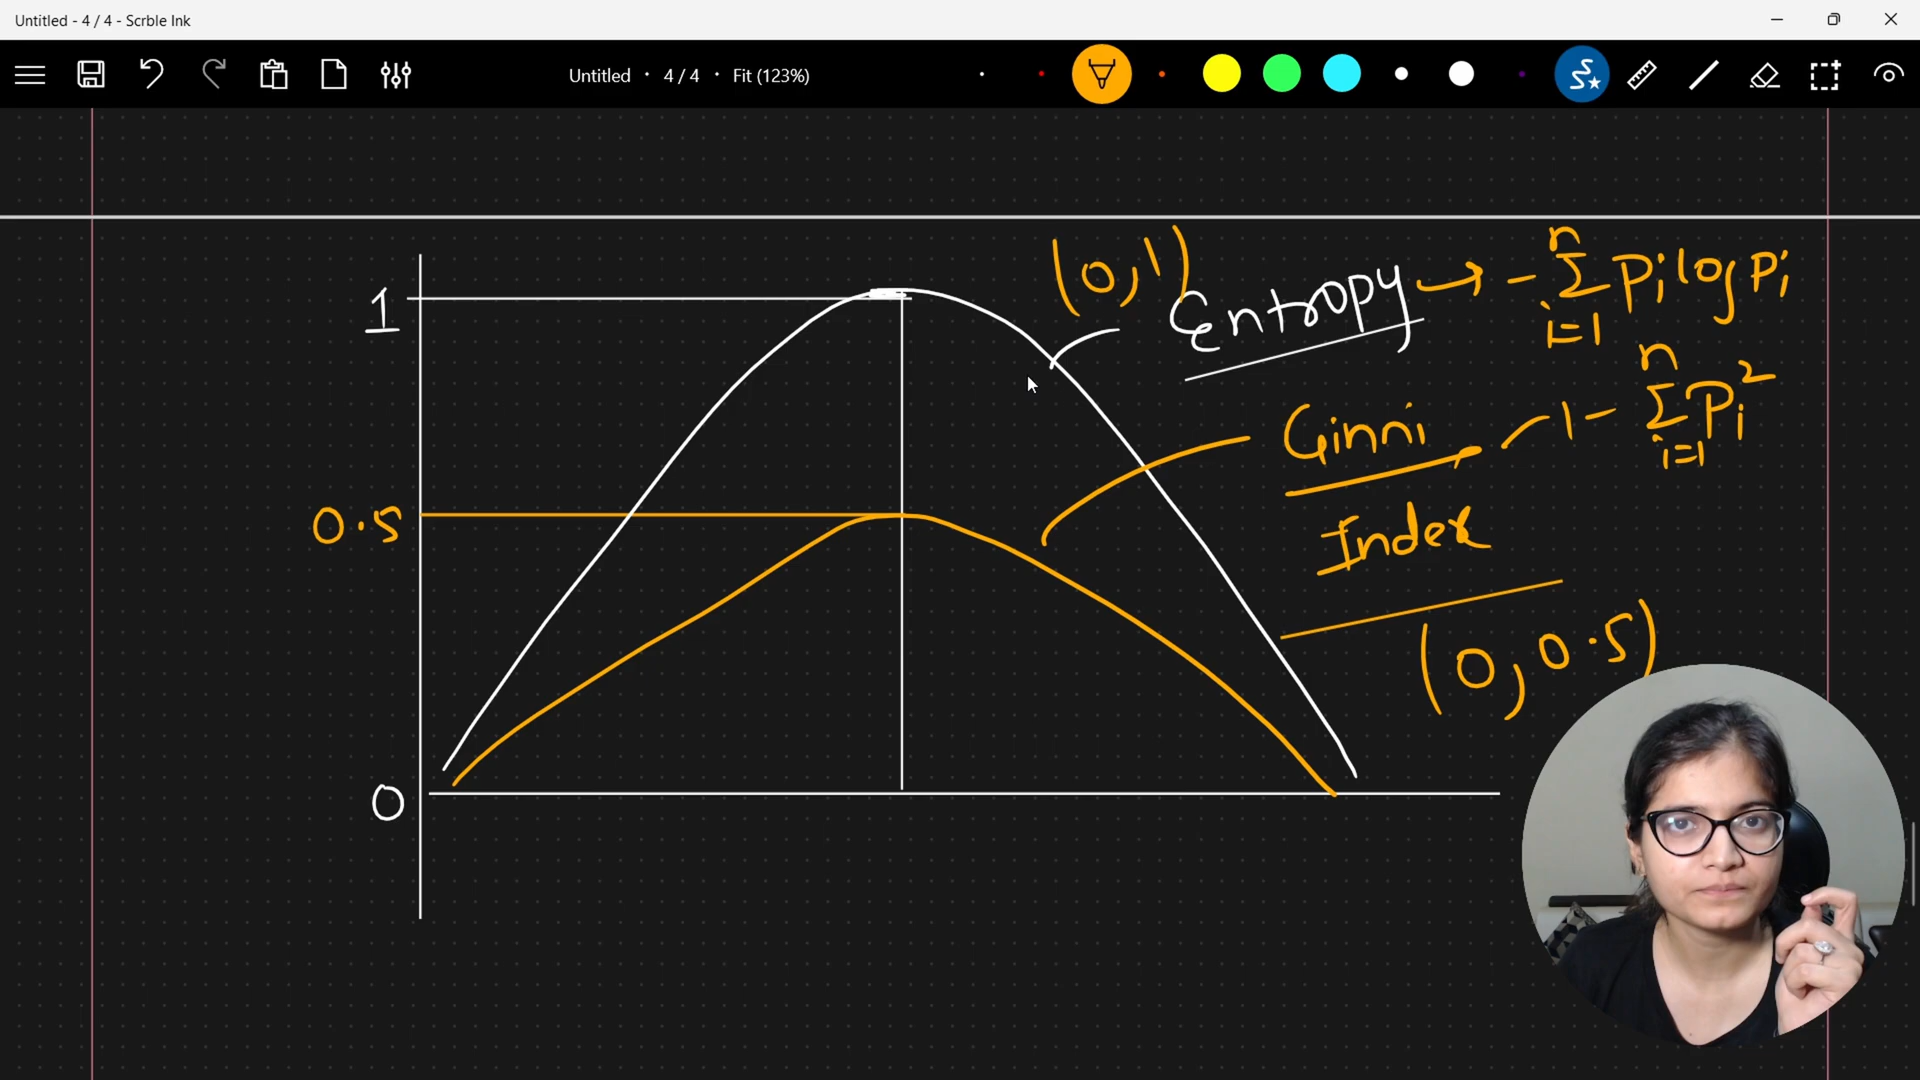 Untitled - 4 / 4 - Scrble Ink
Untitled • 4 / 4 • Fit (123%)
(0,1)
Entropy → - n Σ i=1 Pi log Pi
1
Ginni 1 - n Σ i=1 Pi²
Index
0.5
(0,0.5)
0